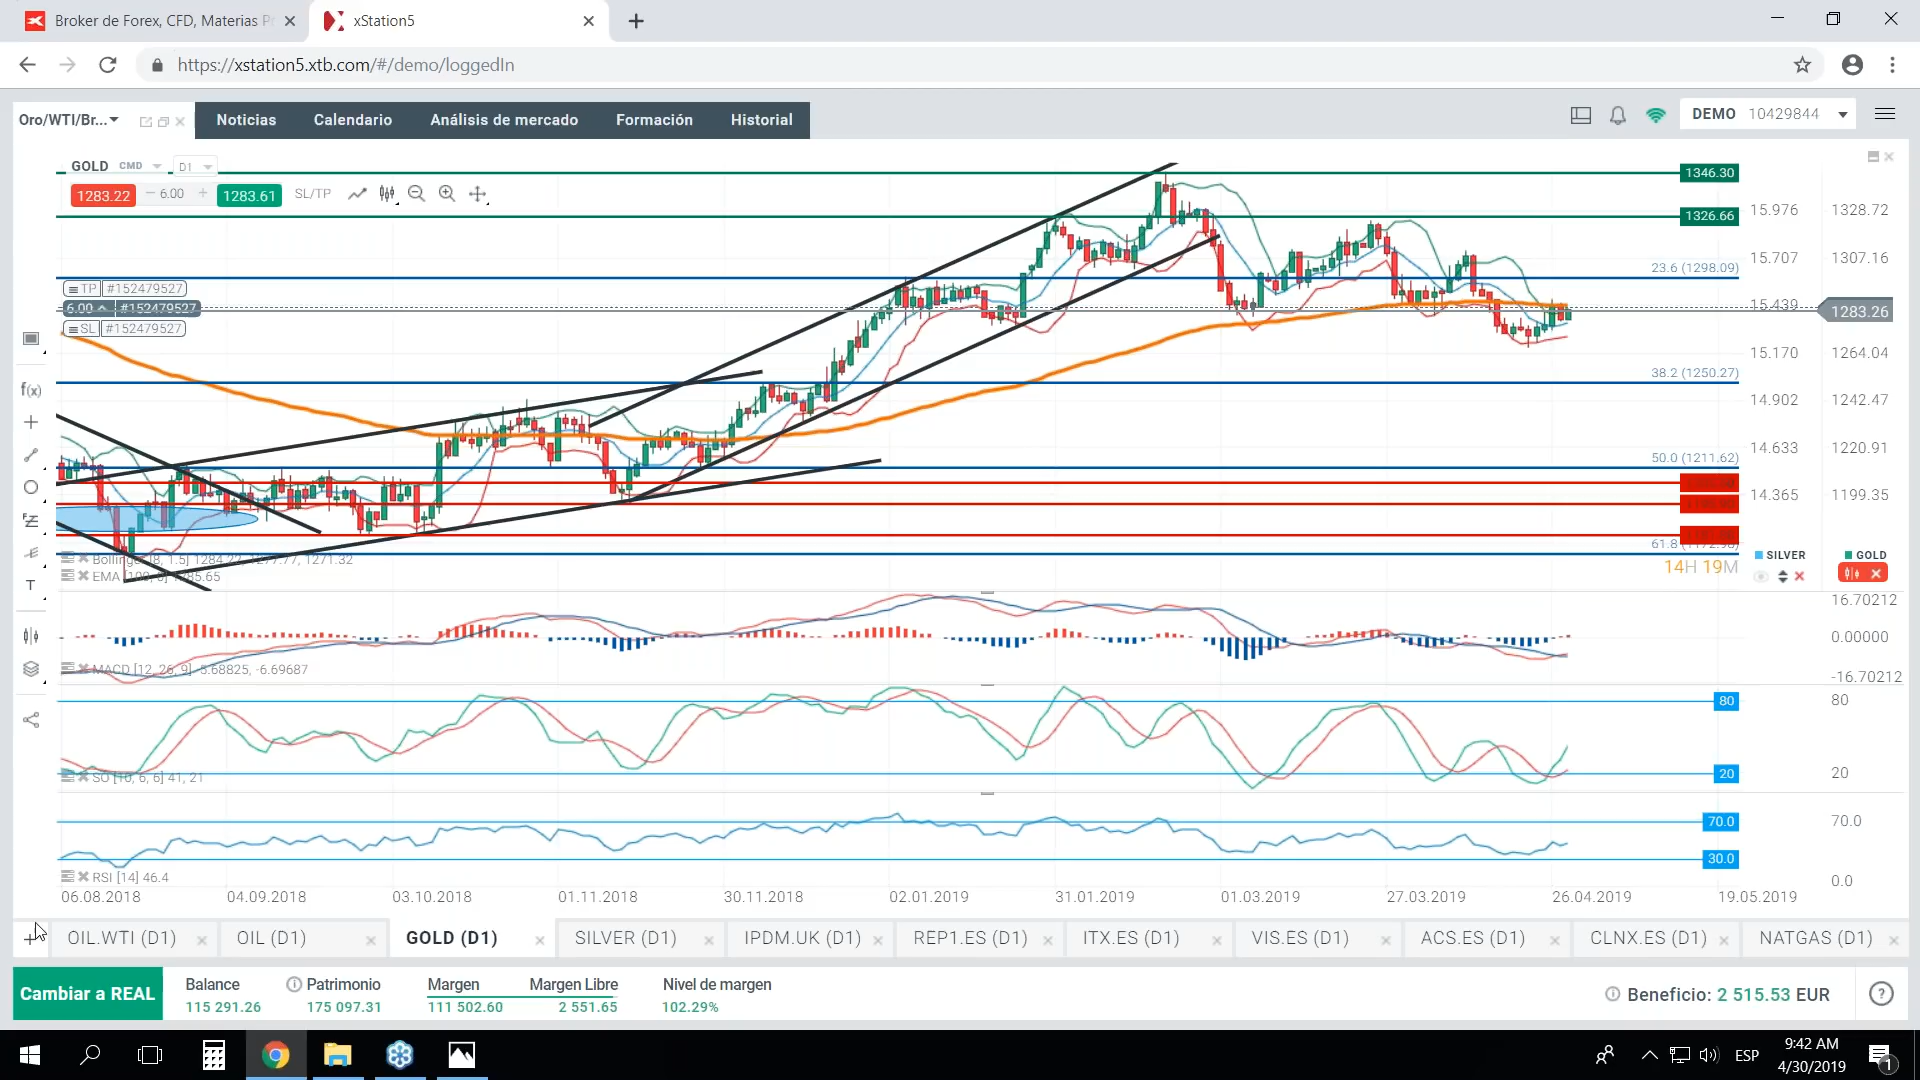 Broker de Forex, CFD, Materias P
xStation5
https://xstation5.xtb.com/#/demo/loggedIn
Oro/WTI/Br...
Noticias
Calendario
Análisis de mercado
Formación
Historial
DEMO 10429844
GOLD CMD D1
1283.22 6.00 1283.61 SL/TP
1346.30
1326.66
15.976 1328.72
15.707 1307.16
23.6 (1298.09)
TP #152479527
6.00 #152479527
SL #152479527
15.439
1283.26
15.170 1264.04
38.2 (1250.27)
14.902 1242.47
14.633 1220.91
50.0 (1211.62)
14.365 1199.35
SILVER GOLD
14H 19M
EMA
16.70212
0.00000
-16.70212
MACD [12, 26, 9] -5.68825, -6.69687
80 80
20 20
SO [10, 6, 6] 41, 21
70.0 70.0
30.0
0.0
RSI [14] 46.4
06.08.2018 04.09.2018 03.10.2018 01.11.2018 30.11.2018 02.01.2019 31.01.2019 01.03.2019 27.03.2019 26.04.2019 19.05.2019
OIL.WTI (D1) OIL (D1) GOLD (D1) SILVER (D1) IPDM.UK (D1) REP1.ES (D1) ITX.ES (D1) VIS.ES (D1) ACS.ES (D1) CLNX.ES (D1) NATGAS (D1)
Cambiar a REAL
Balance Patrimonio Margen Margen Libre Nivel de margen
115 291.26 175 097.31 111 502.60 2 551.65 102.29%
Beneficio: 2 515.53 EUR
ESP
9:42 AM
4/30/2019
1